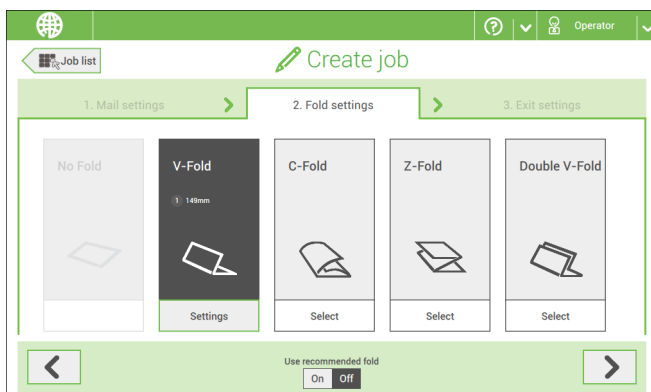 Operator
Job list
Create job
1. Mail settings
2. Fold settings
3. Exit settings
No Fold
V-Fold
C-Fold
Z-Fold
Double V-Fold
1 149mm
Settings
Select
Select
Select
Use recommended fold
On Off